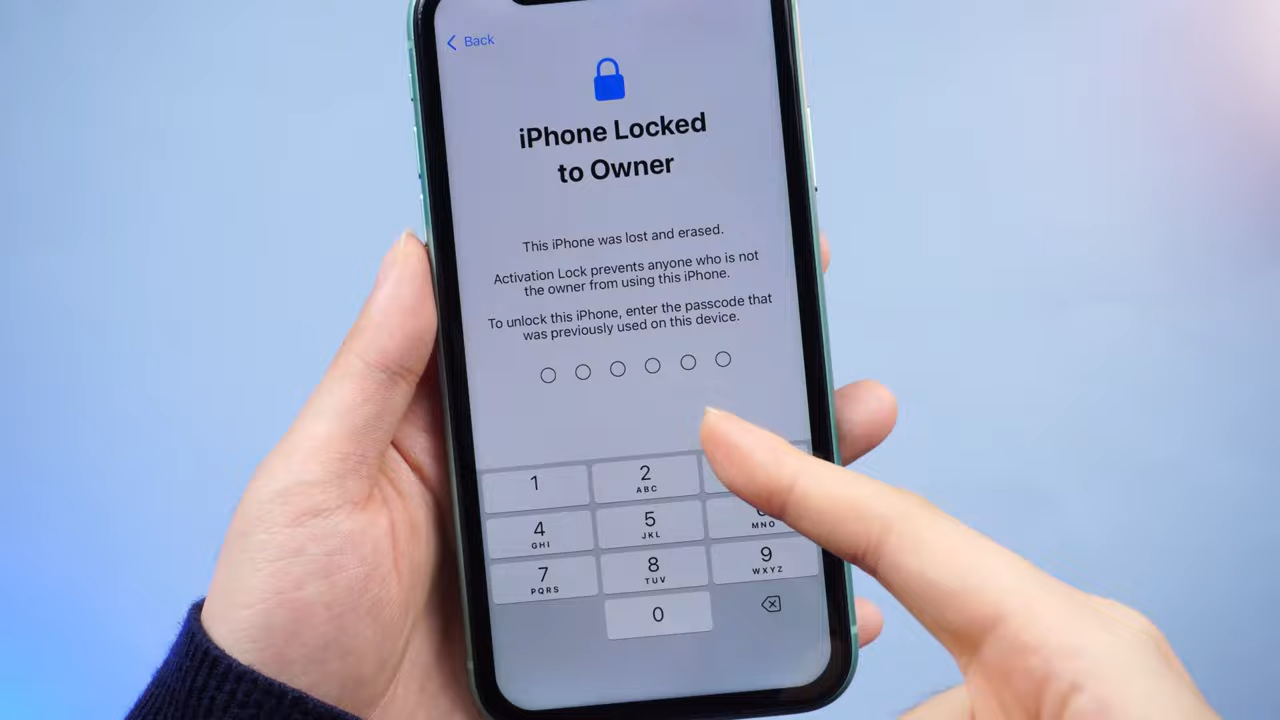 Back
iPhone Locked
to Owner
This iPhone was lost and erased.
Activation Lock prevents anyone who is not
the owner from using this iPhone.
To unlock this iPhone, enter the passcode that
was previously used on this device.
1
2
ABC
4
GHI
5
JKL
MNO
7
PQRS
8
TUV
9
WXYZ
0